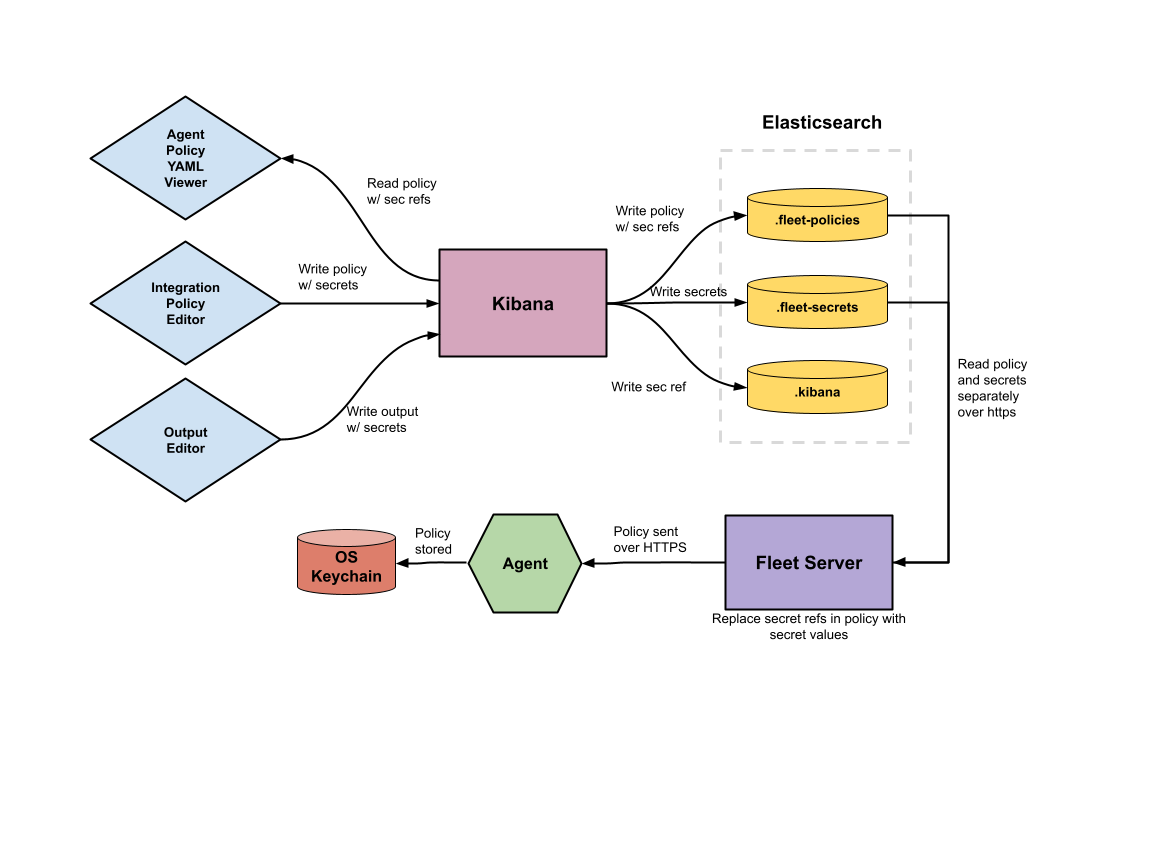 Elasticsearch
Agent
Policy
YAML
Viewer
Read policy
w/ sec refs
Write policy
w/ sec refs
.fleet-policies
Integration
Policy
Editor
Write policy
w/ secrets
Kibana
Write secrets
.fleet-secrets
Write sec ref
.kibana
Read policy
and secrets
separately
over https
Output
Editor
Write output
w/ secrets
OS
Keychain
Policy
stored
Agent
Policy sent
over HTTPS
Fleet Server
Replace secret refs in policy with
secret values